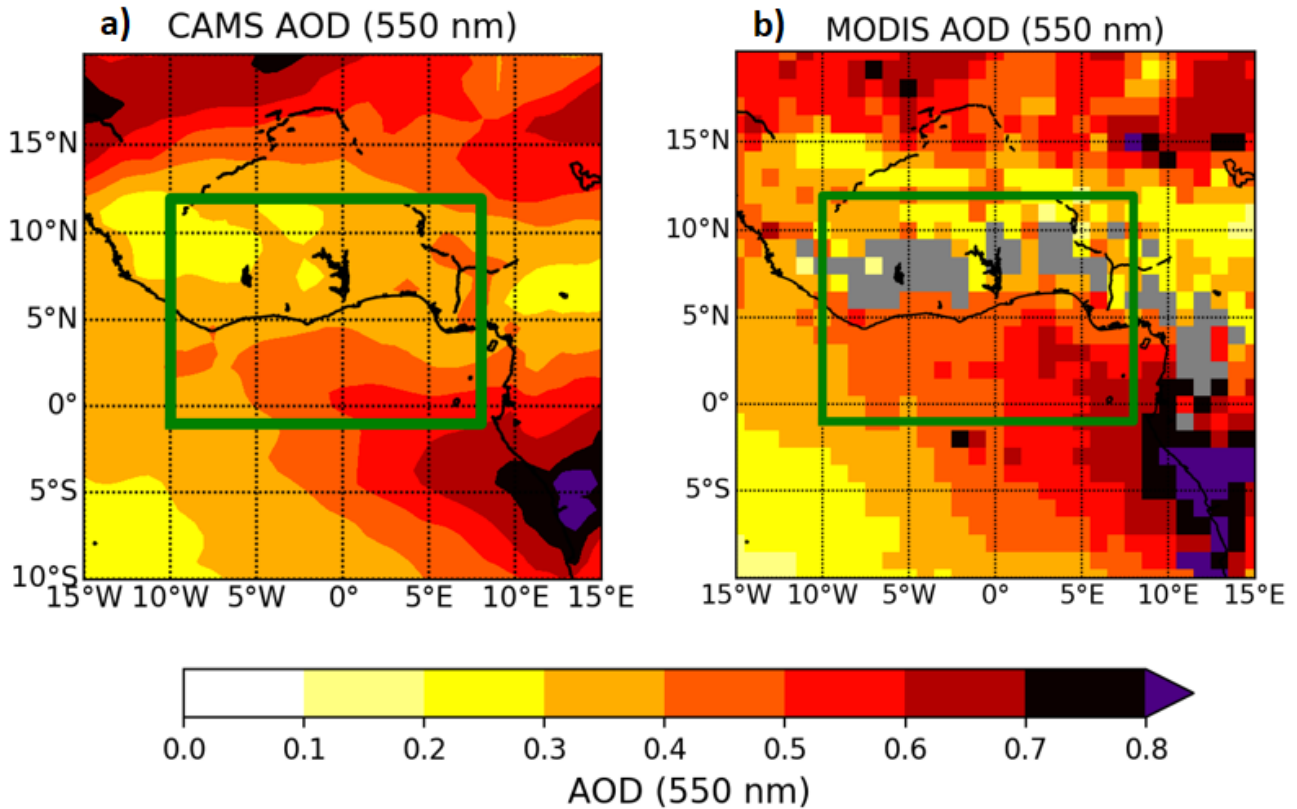 a) CAMS AOD (550 nm)
b) MODIS AOD (550 nm)
15°N
10°N
5°N
0°
5°S
10°S
15°W 10°W 5°W 0° 5°E 10°E 15°E
15°N
10°N
5°N
0°
5°S
15°W 10°W 5°W 0° 5°E 10°E 15°E
0.0 0.1 0.2 0.3 0.4 0.5 0.6 0.7 0.8
AOD (550 nm)